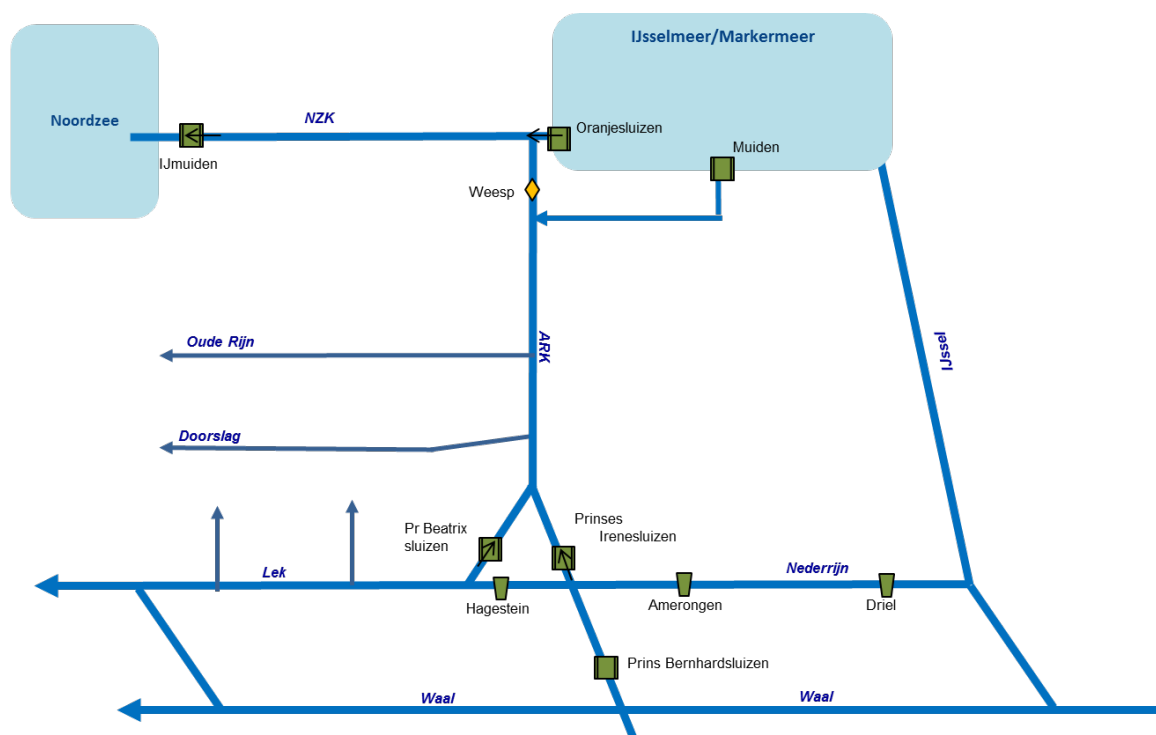 IJsselmeer/Markermeer
Noordzee
NZK
Oranjesluizen
IJmuiden
Muiden
Weesp
Oude Rijn
ARK
IJssel
Doorslag
Pr Beatrix
sluizen
Prinses
Irenesluizen
Lek
Nederrijn
Hagestein
Amerongen
Driel
Prins Bernhardsluizen
Waal
Waal